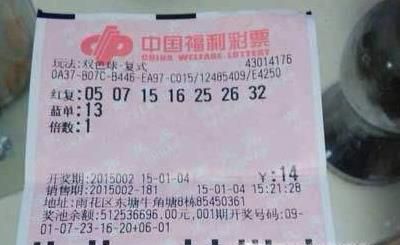 中国福利彩票
CHINA WELFARE LOTTERY
玩法:双色球·复式
43014176
0A37-B07C-B446-EA97-C015/12485409/E4250
红复:05 07 15 16 25 26 32
蓝单:13
倍数:1
开奖期:2015002 15-01-04 ¥:14
销售期:2015002-181 15-01-04 15:21:28
地址:雨花区东塘牛角塘8栋85450361
奖池余额:512536696.00元,001期开奖号码:09-
01-07-23-16-20+06-01